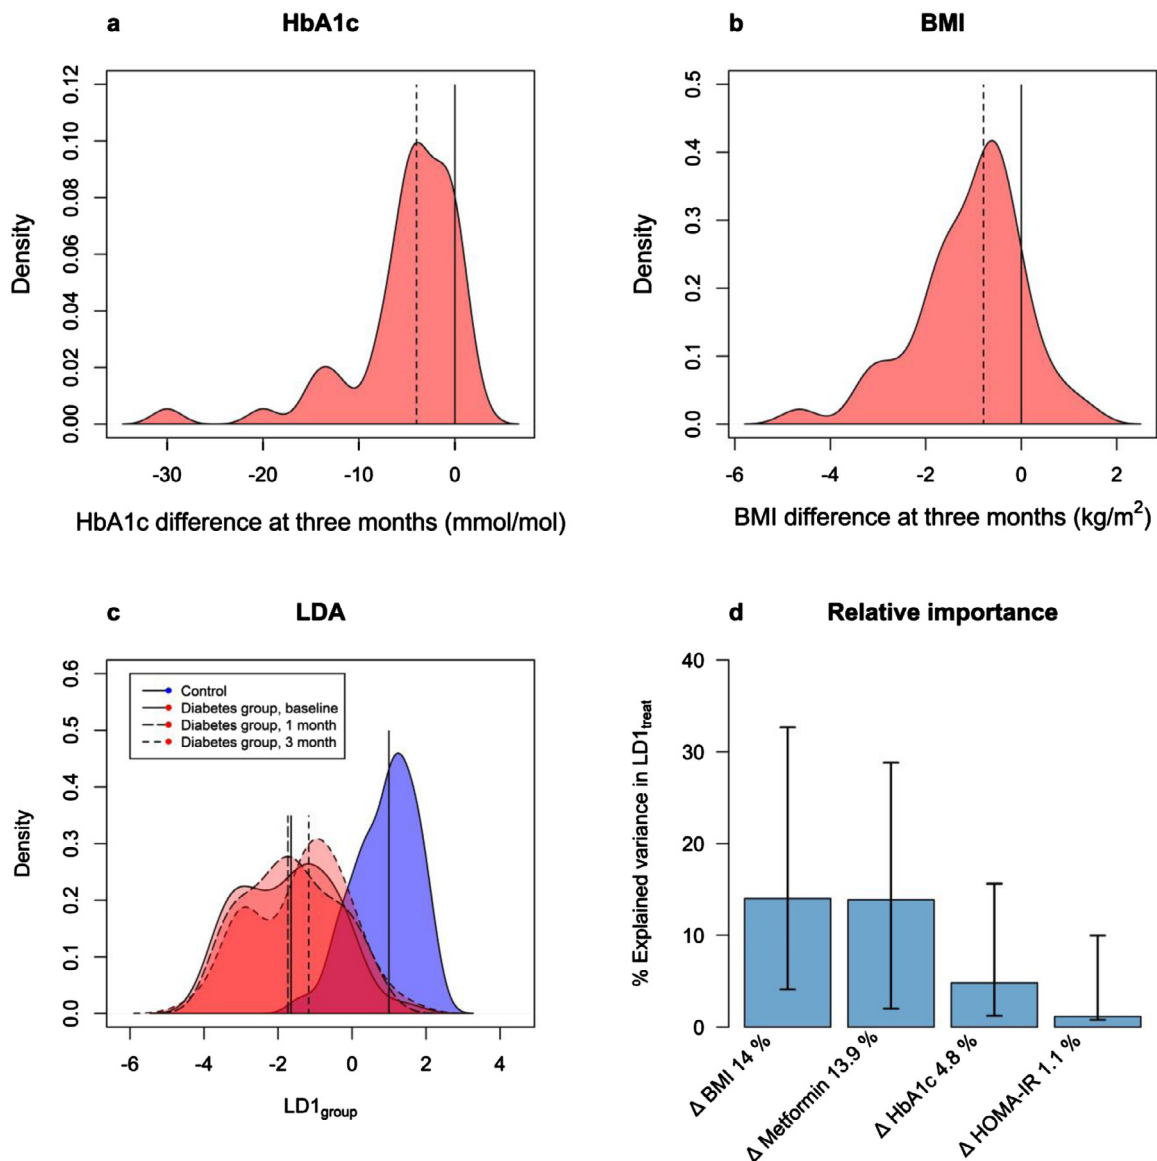 a HbA1c
Density
0.12
0.10
0.08
0.06
0.04
0.02
0.00
-30 -20 -10 0
HbA1c difference at three months (mmol/mol)
b BMI
Density
0.5
0.4
0.3
0.2
0.1
0.0
-6 -4 -2 0 2
BMI difference at three months (kg/m²)
c LDA
Density
0.6
0.5
0.4
0.3
0.2
0.1
0.0
Control
Diabetes group, baseline
Diabetes group, 1 month
Diabetes group, 3 month
-6 -4 -2 0 2 4
LD1group
d Relative importance
% Explained variance in LD1treat
40
30
20
10
0
Δ BMI 14 %
Δ Metformin 13.9 %
Δ HbA1c 4.8 %
Δ HOMA-IR 1.1 %